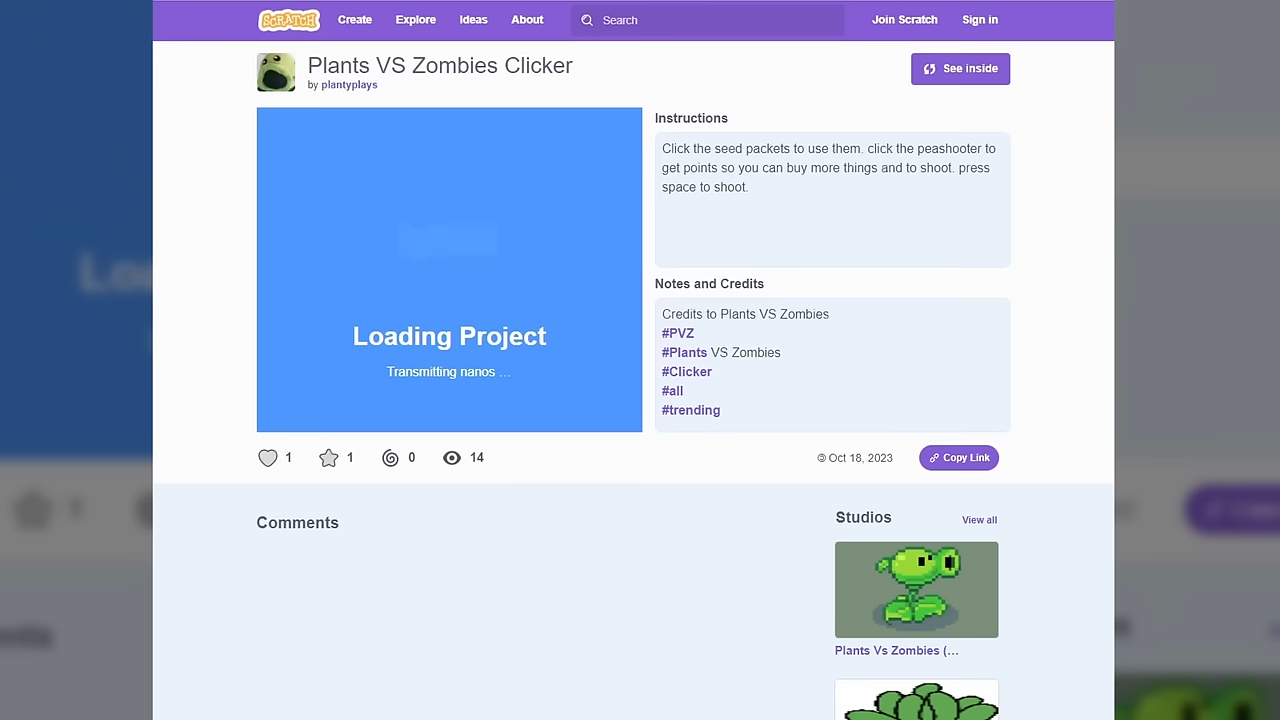 SCRATCH Create Explore Ideas About Search Join Scratch Sign in
Plants VS Zombies Clicker
by plantyplays
See inside
Instructions
Click the seed packets to use them. click the peashooter to
get points so you can buy more things and to shoot. press
space to shoot.
Loading Project
Transmitting nanos ...
Notes and Credits
Credits to Plants VS Zombies
#PVZ
#Plants VS Zombies
#Clicker
#all
#trending
1 1 0 14
© Oct 18, 2023
Copy Link
Comments
Studios
View all
Plants Vs Zombies (...